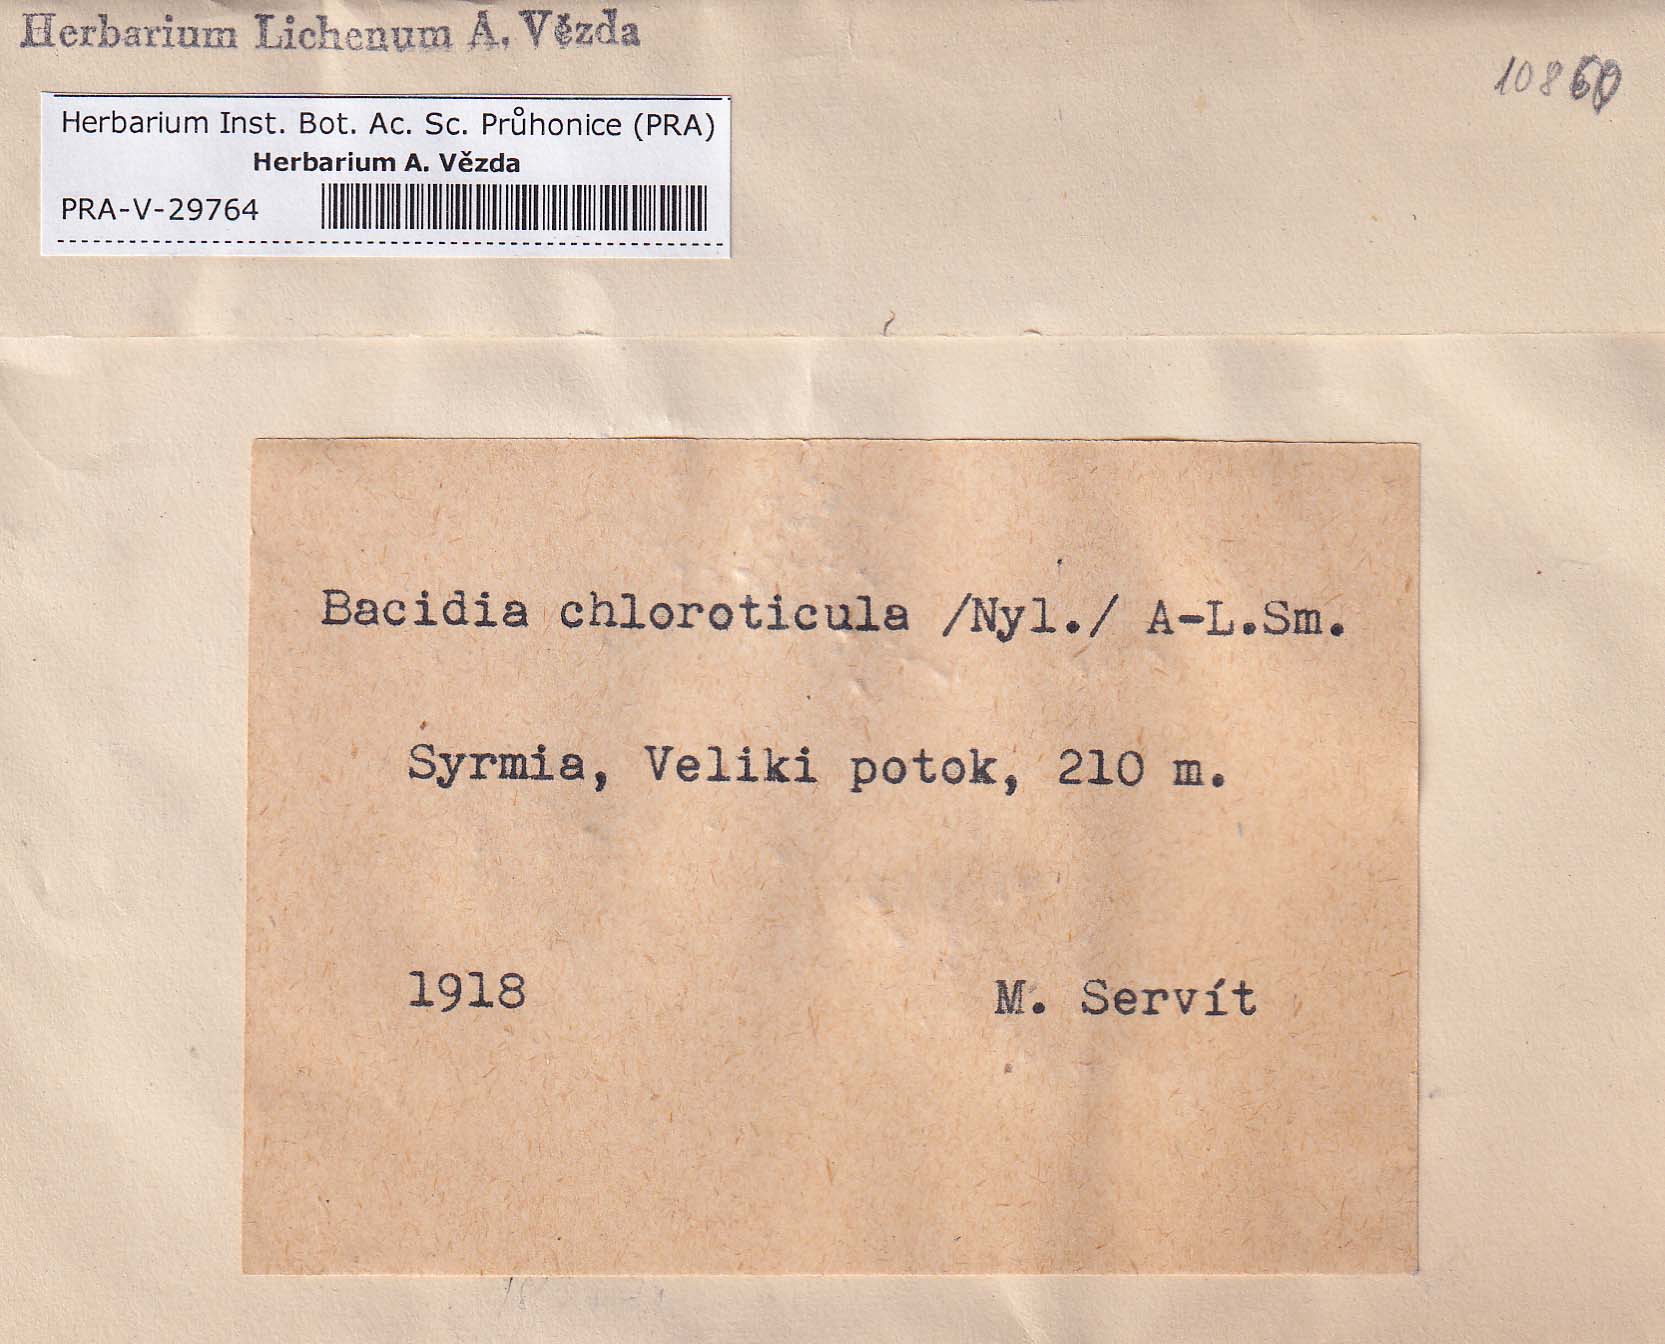 Herbarium Lichenum A. Vězda
10860
Herbarium Inst. Bot. Ac. Sc. Průhonice (PRA)
Herbarium A. Vězda
PRA-V-29764
Bacidia chloroticula /Nyl./ A-L.Sm.
Syrmia, Veliki potok, 210 m.
1918 M. Servít